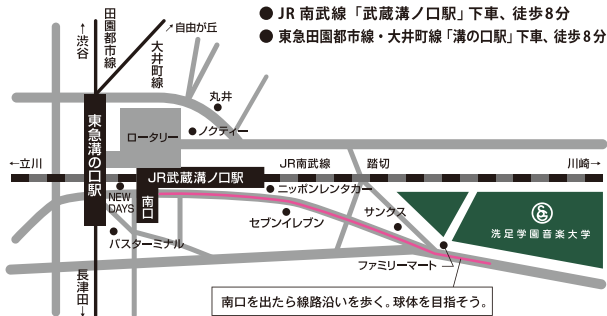 ● JR 南武線「武蔵溝ノ口駅」下車、徒歩8分
● 東急田園都市線・大井町線「溝の口駅」下車、徒歩8分
←渋谷
田園都市線
大井町線
↗自由が丘
丸井
ノクティー
ロータリー
東急溝の口駅
←立川
JR武蔵溝ノ口駅
JR南武線
踏切
川崎→
NEW DAYS
南口
ニッポンレンタカー
セブンイレブン
サンクス
バスターミナル
ファミリーマート
洗足学園音楽大学
長津田→
南口を出たら線路沿いを歩く。球体を目指そう。